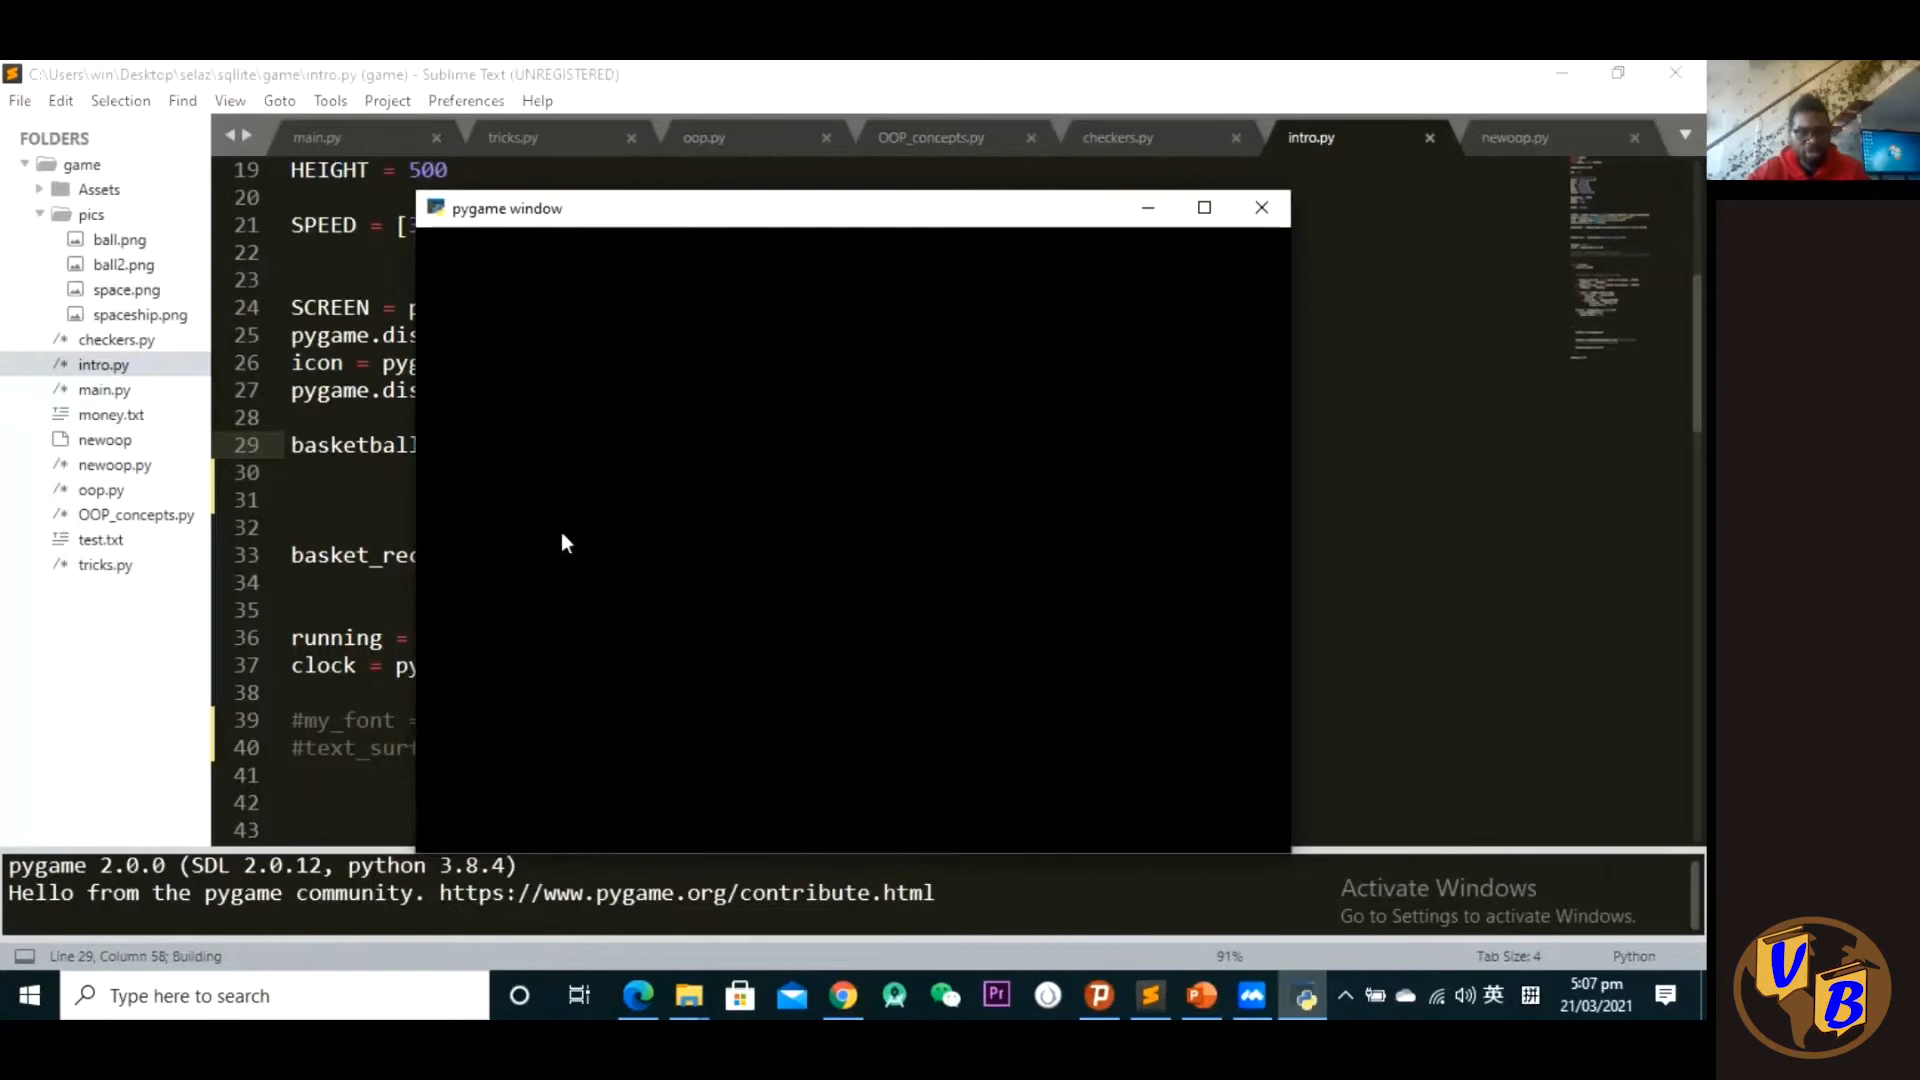 C:\Users\win\Desktop\selaz\sqllite\game\intro.py (game) - Sublime Text (UNREGISTERED)
File Edit Selection Find View Goto Tools Project Preferences Help
FOLDERS
game
Assets
pics
ball.png
ball2.png
space.png
spaceship.png
checkers.py
intro.py
main.py
money.txt
newoop
newoop.py
oop.py
OOP_concepts.py
test.txt
tricks.py
main.py tricks.py oop.py OOP_concepts.py checkers.py intro.py newoop.py
19 HEIGHT = 500
20
21 SPEED = [
22
23
24 SCREEN = p
25 pygame.dis
26 icon = pyg
27 pygame.dis
28
29 basketball
30
31
32
33 basket_rec
34
35
36 running =
37 clock = py
38
39 #my_font =
40 #text_surf
41
42
43
pygame window
pygame 2.0.0 (SDL 2.0.12, python 3.8.4)
Hello from the pygame community. https://www.pygame.org/contribute.html
Activate Windows
Go to Settings to activate Windows.
Line 29, Column 58; Building 91% Tab Size: 4 Python
Type here to search
Pr
英
拼
5:07 pm
21/03/2021
V
B